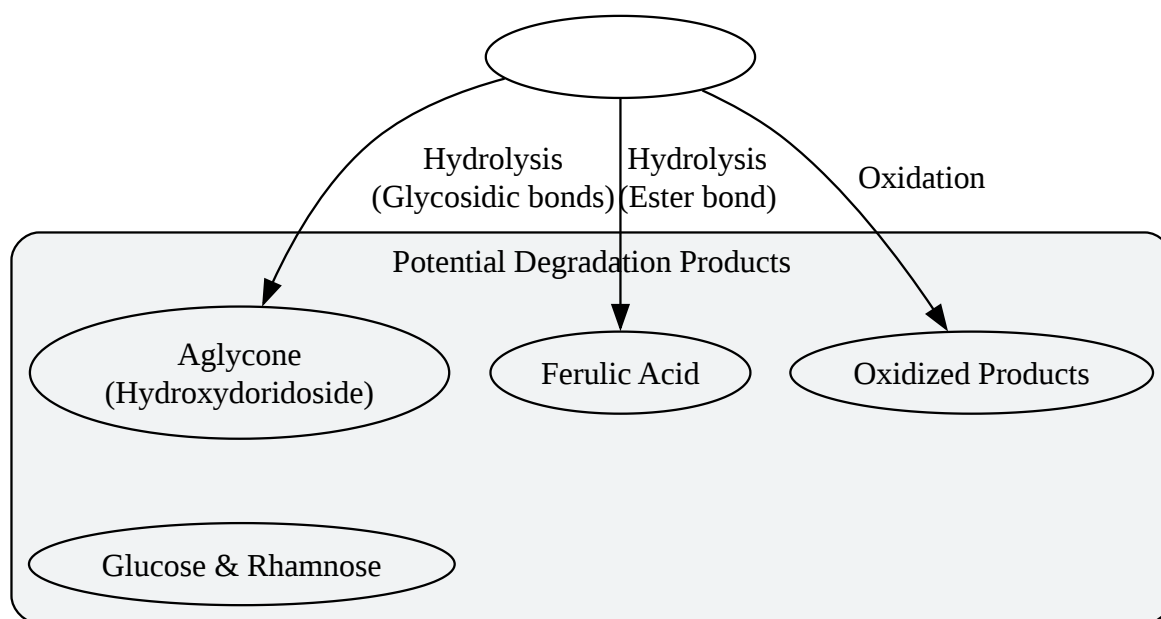 Hydrolysis
(Glycosidic bonds)
Hydrolysis
(Ester bond)
Oxidation
Potential Degradation Products
Aglycone
(Hydroxydoridoside)
Ferulic Acid
Oxidized Products
Glucose & Rhamnose